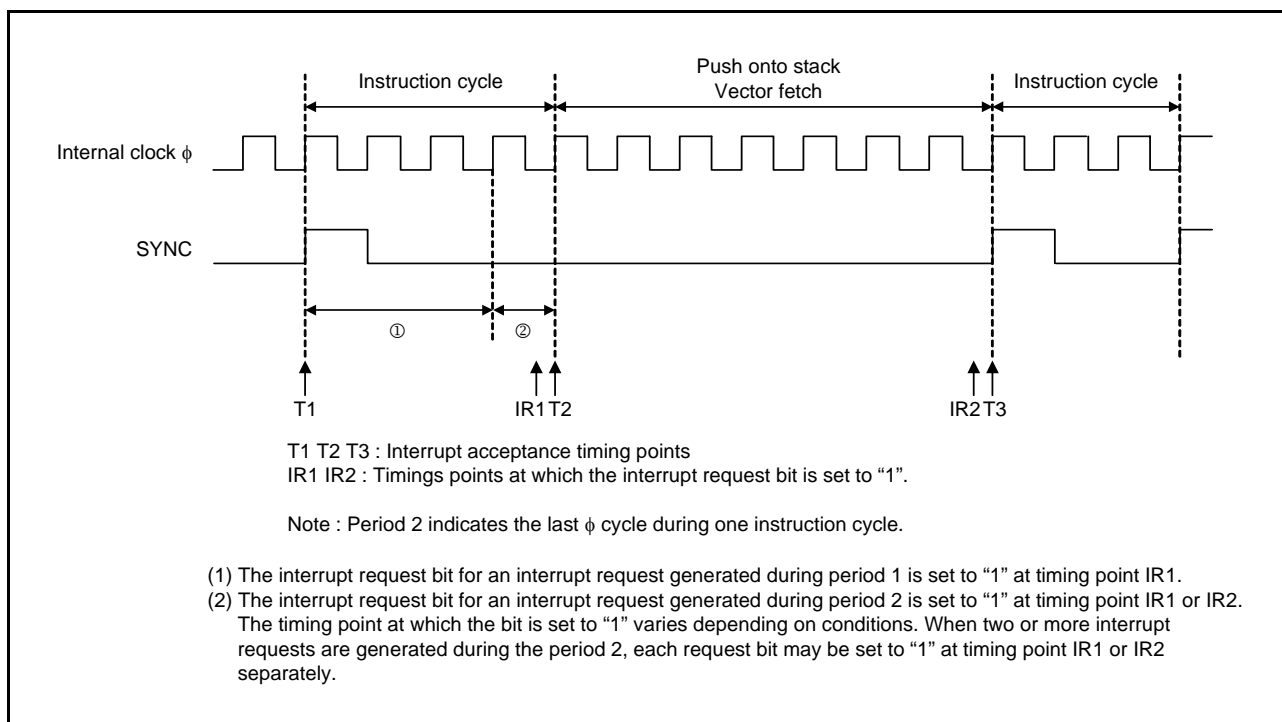 Instruction cycle
Push onto stack
Vector fetch
Instruction cycle
Internal clock ϕ
SYNC
①
②
T1
IR1 T2
IR2 T3
T1 T2 T3 : Interrupt acceptance timing points
IR1 IR2 : Timings points at which the interrupt request bit is set to “1”.
Note : Period 2 indicates the last ϕ cycle during one instruction cycle.
(1) The interrupt request bit for an interrupt request generated during period 1 is set to “1” at timing point IR1.
(2) The interrupt request bit for an interrupt request generated during period 2 is set to “1” at timing point IR1 or IR2.
The timing point at which the bit is set to “1” varies depending on conditions. When two or more interrupt
requests are generated during the period 2, each request bit may be set to “1” at timing point IR1 or IR2
separately.